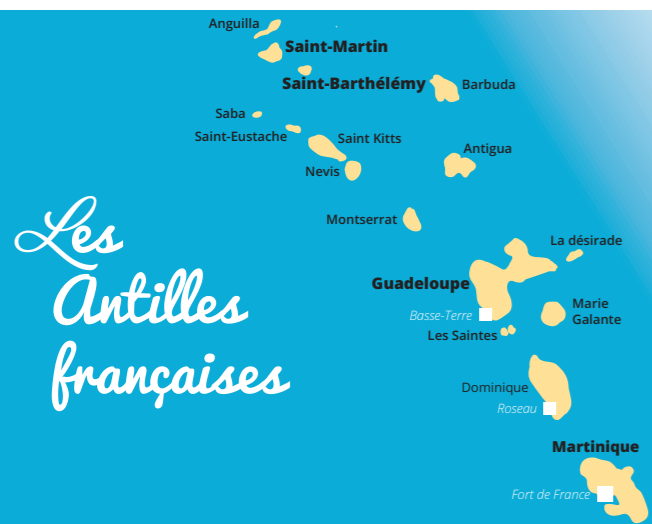 Anguilla
Saint-Martin
Saint-Barthélémy
Barbuda
Saba
Saint-Eustache
Saint Kitts
Antigua
Nevis
Montserrat
La désirade
Guadeloupe
Basse-Terre
Marie
Galante
Les Saintes
Dominique
Roseau
Martinique
Fort de France
Les
Antilles
françaises